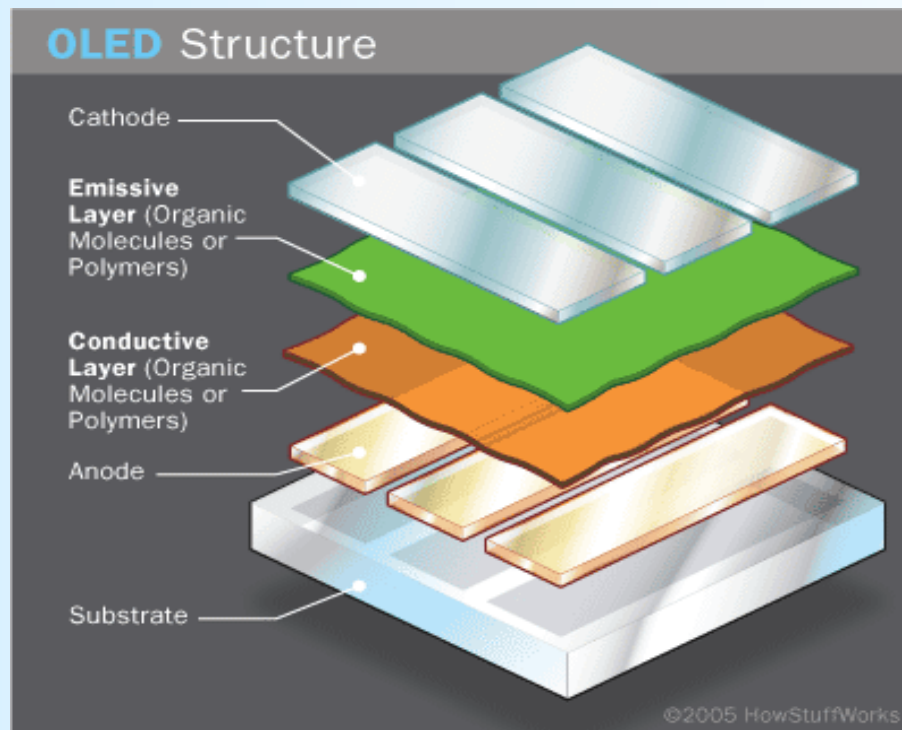 OLED Structure
Cathode
Emissive
Layer (Organic
Molecules or
Polymers)
Conductive
Layer (Organic
Molecules or
Polymers)
Anode
Substrate
©2005 HowStuffWorks